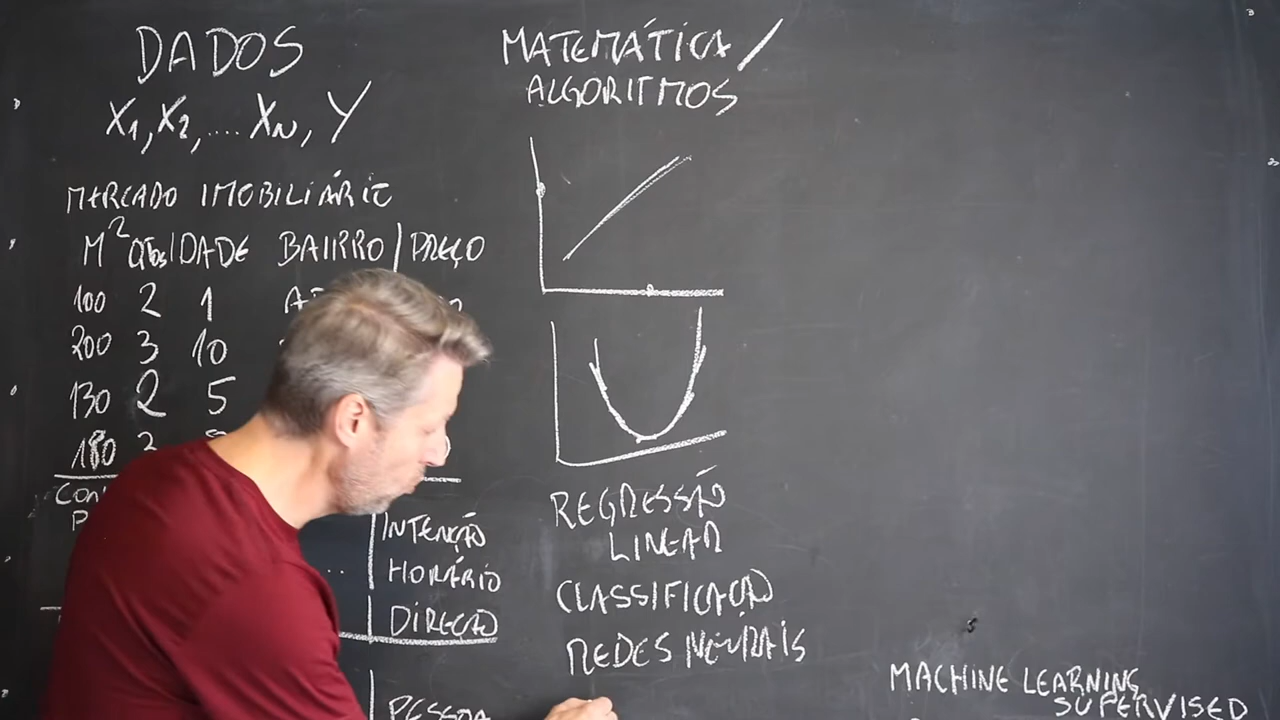 DADOS
X1, X2, .... XN, Y
MERCADO IMOBILIÁRIO
M² QTOS IDADE BAIRRO | PREÇO
100 2 1
200 3 10
130 2 5
180
INTENÇÃO
.. HORÁRIO
DIREÇÃO
PESSOA
MATEMÁTICA /
ALGORITMOS
REGRESSÃO
LINEAR
CLASSIFICAÇÃO
REDES NEURAIS
MACHINE LEARNING
SUPERVISED